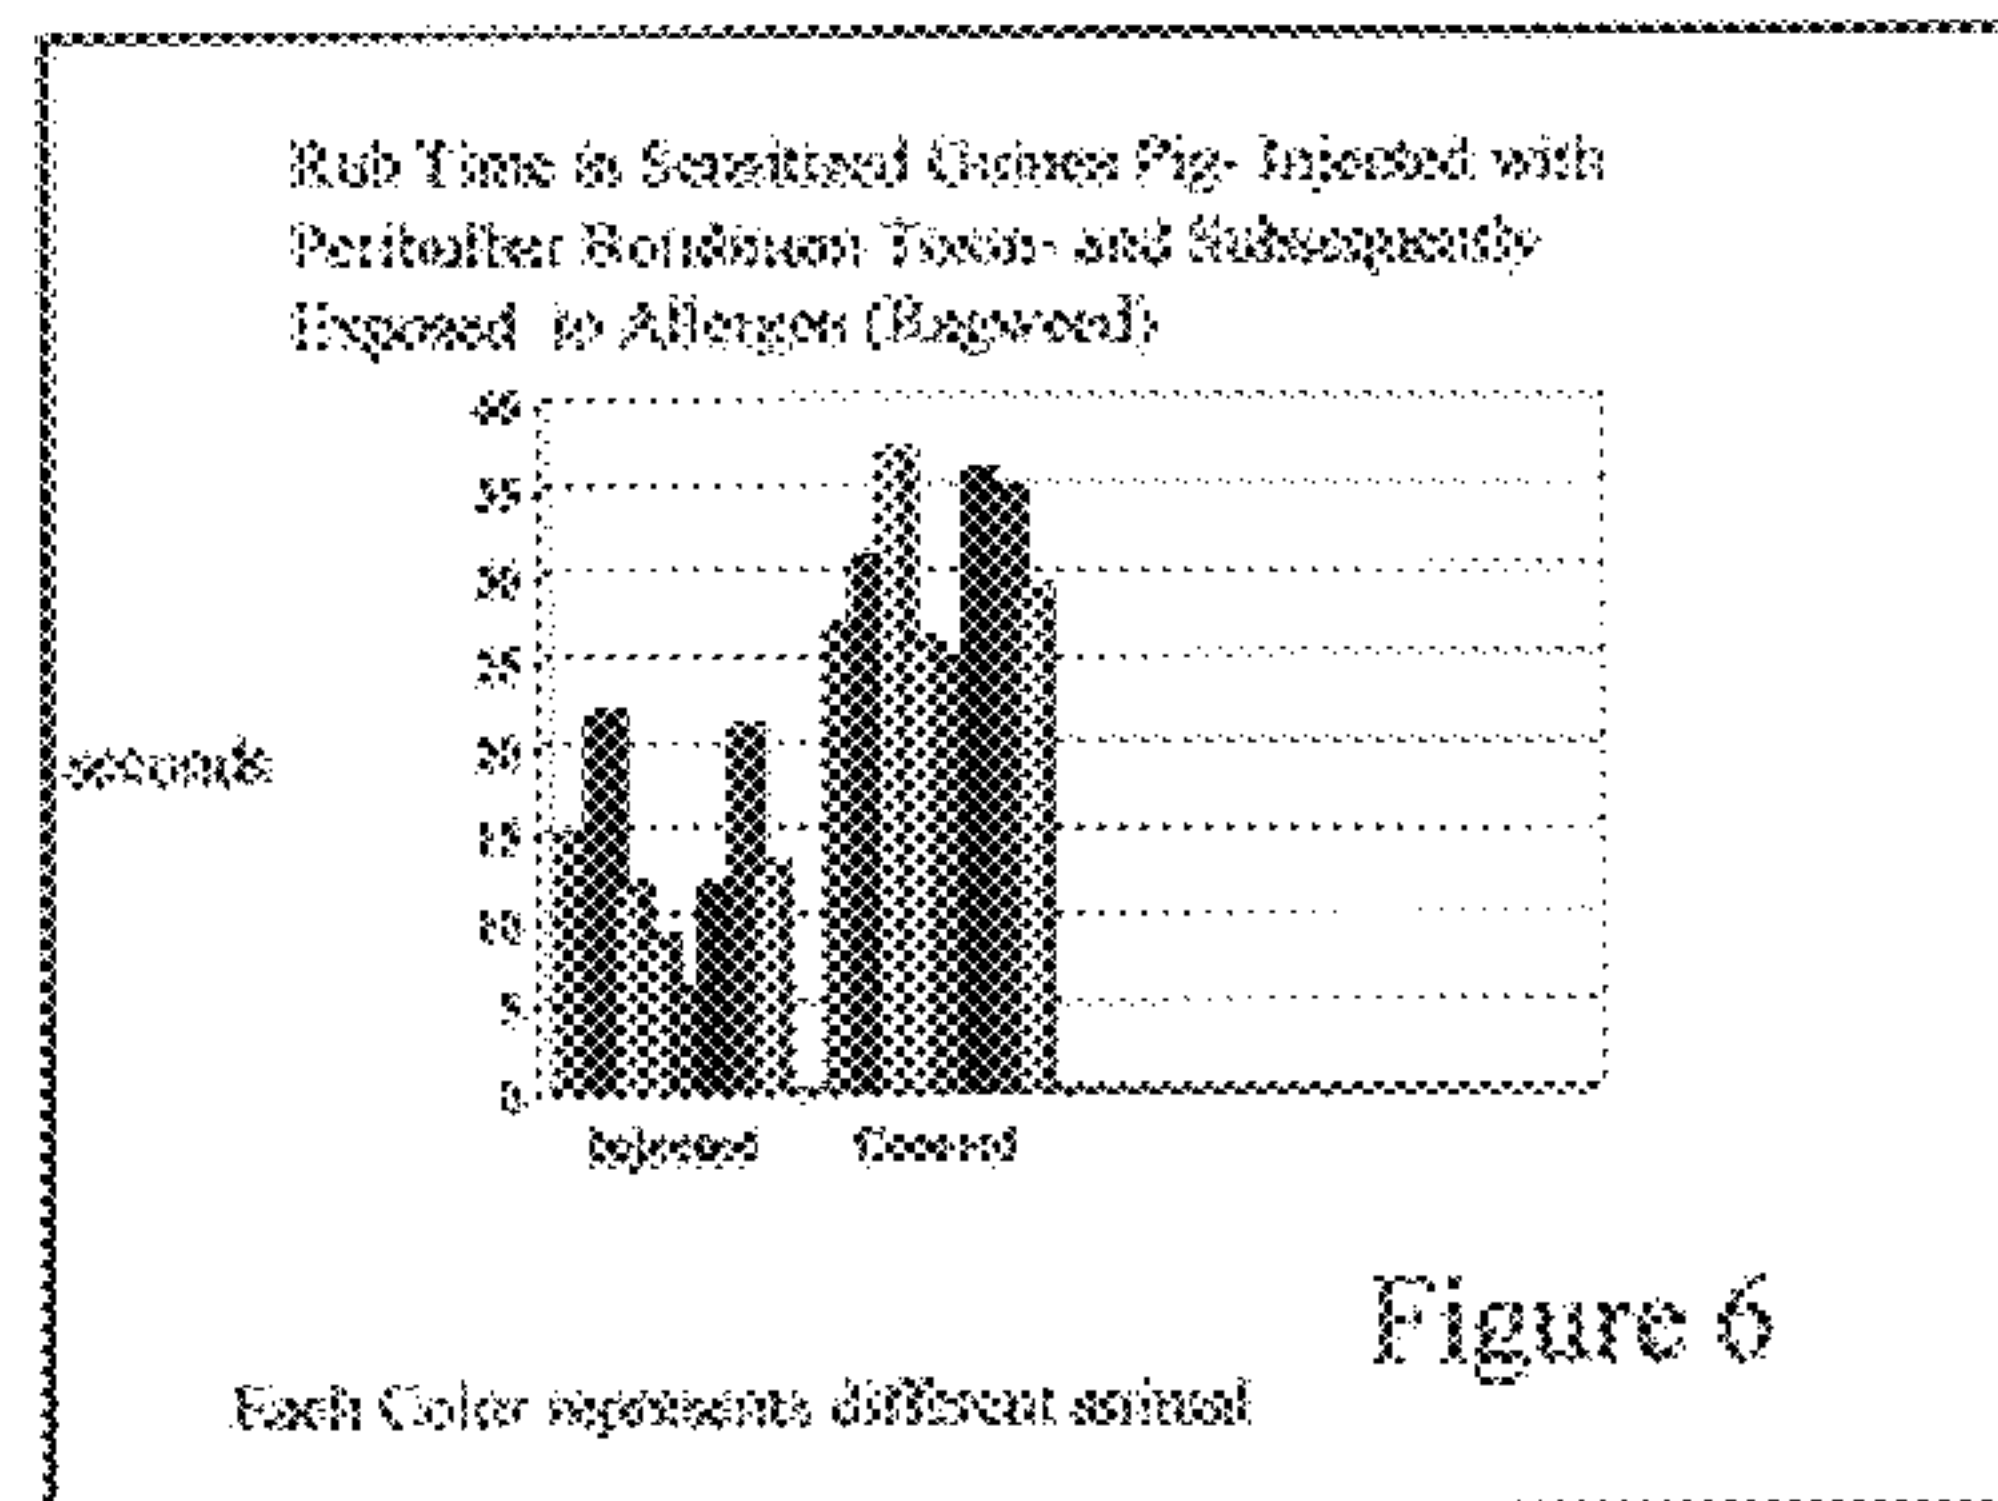 Rub Time in Sensitized Guinea Pig- Injected with
Peribulbar Botulinum Toxin- and Subsequently
Exposed to Allergen (Ragweed)
40
35
30
25
seconds
20
15
10
5
0
Injected Control
Figure 6
Each Color represents different animal